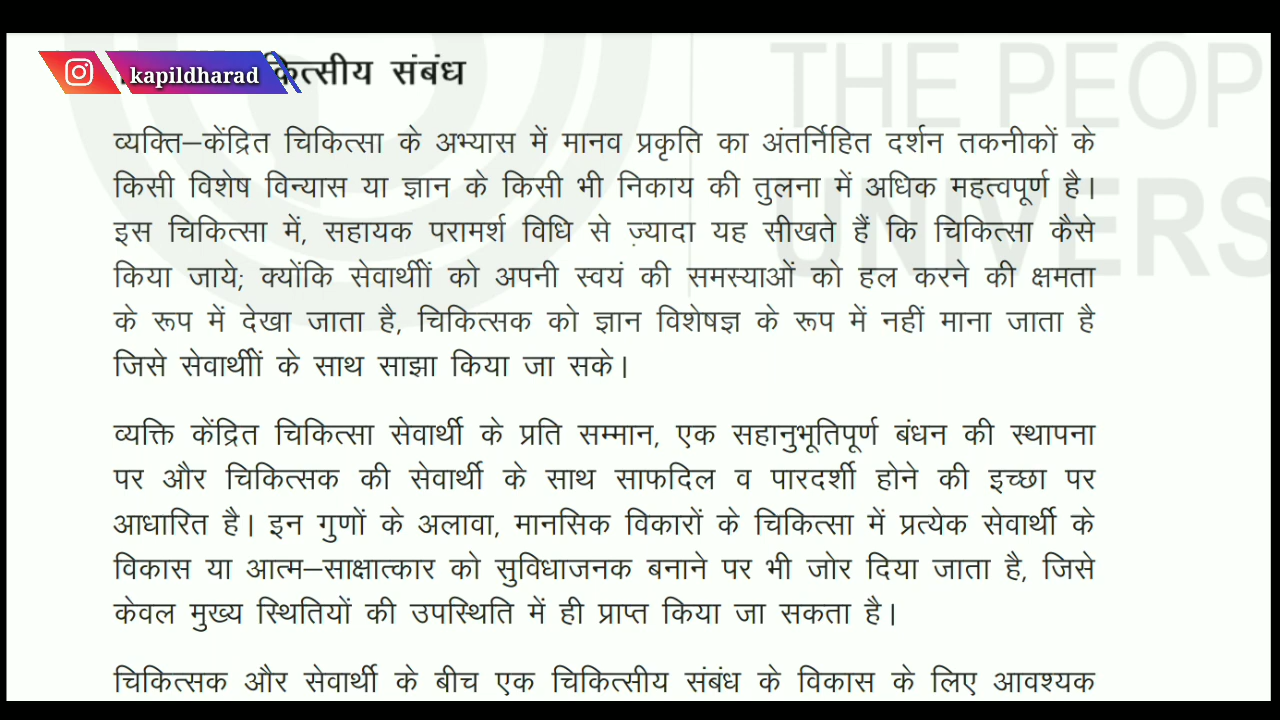 kapildharad
कित्सीय संबंध
THE PEOP
UNIVERS
व्यक्ति–केंद्रित चिकित्सा के अभ्यास में मानव प्रकृति का अंतर्निहित दर्शन तकनीकों के
किसी विशेष विन्यास या ज्ञान के किसी भी निकाय की तुलना में अधिक महत्वपूर्ण है।
इस चिकित्सा में, सहायक परामर्श विधि से ज़्यादा यह सीखते हैं कि चिकित्सा कैसे
किया जाये; क्योंकि सेवार्थीों को अपनी स्वयं की समस्याओं को हल करने की क्षमता
के रूप में देखा जाता है, चिकित्सक को ज्ञान विशेषज्ञ के रूप में नहीं माना जाता है
जिसे सेवार्थीों के साथ साझा किया जा सके।
व्यक्ति केंद्रित चिकित्सा सेवार्थी के प्रति सम्मान, एक सहानुभूतिपूर्ण बंधन की स्थापना
पर और चिकित्सक की सेवार्थी के साथ साफदिल व पारदर्शी होने की इच्छा पर
आधारित है। इन गुणों के अलावा, मानसिक विकारों के चिकित्सा में प्रत्येक सेवार्थी के
विकास या आत्म–साक्षात्कार को सुविधाजनक बनाने पर भी जोर दिया जाता है, जिसे
केवल मुख्य स्थितियों की उपस्थिति में ही प्राप्त किया जा सकता है।
चिकित्सक और सेवार्थी के बीच एक चिकित्सीय संबंध के विकास के लिए आवश्यक